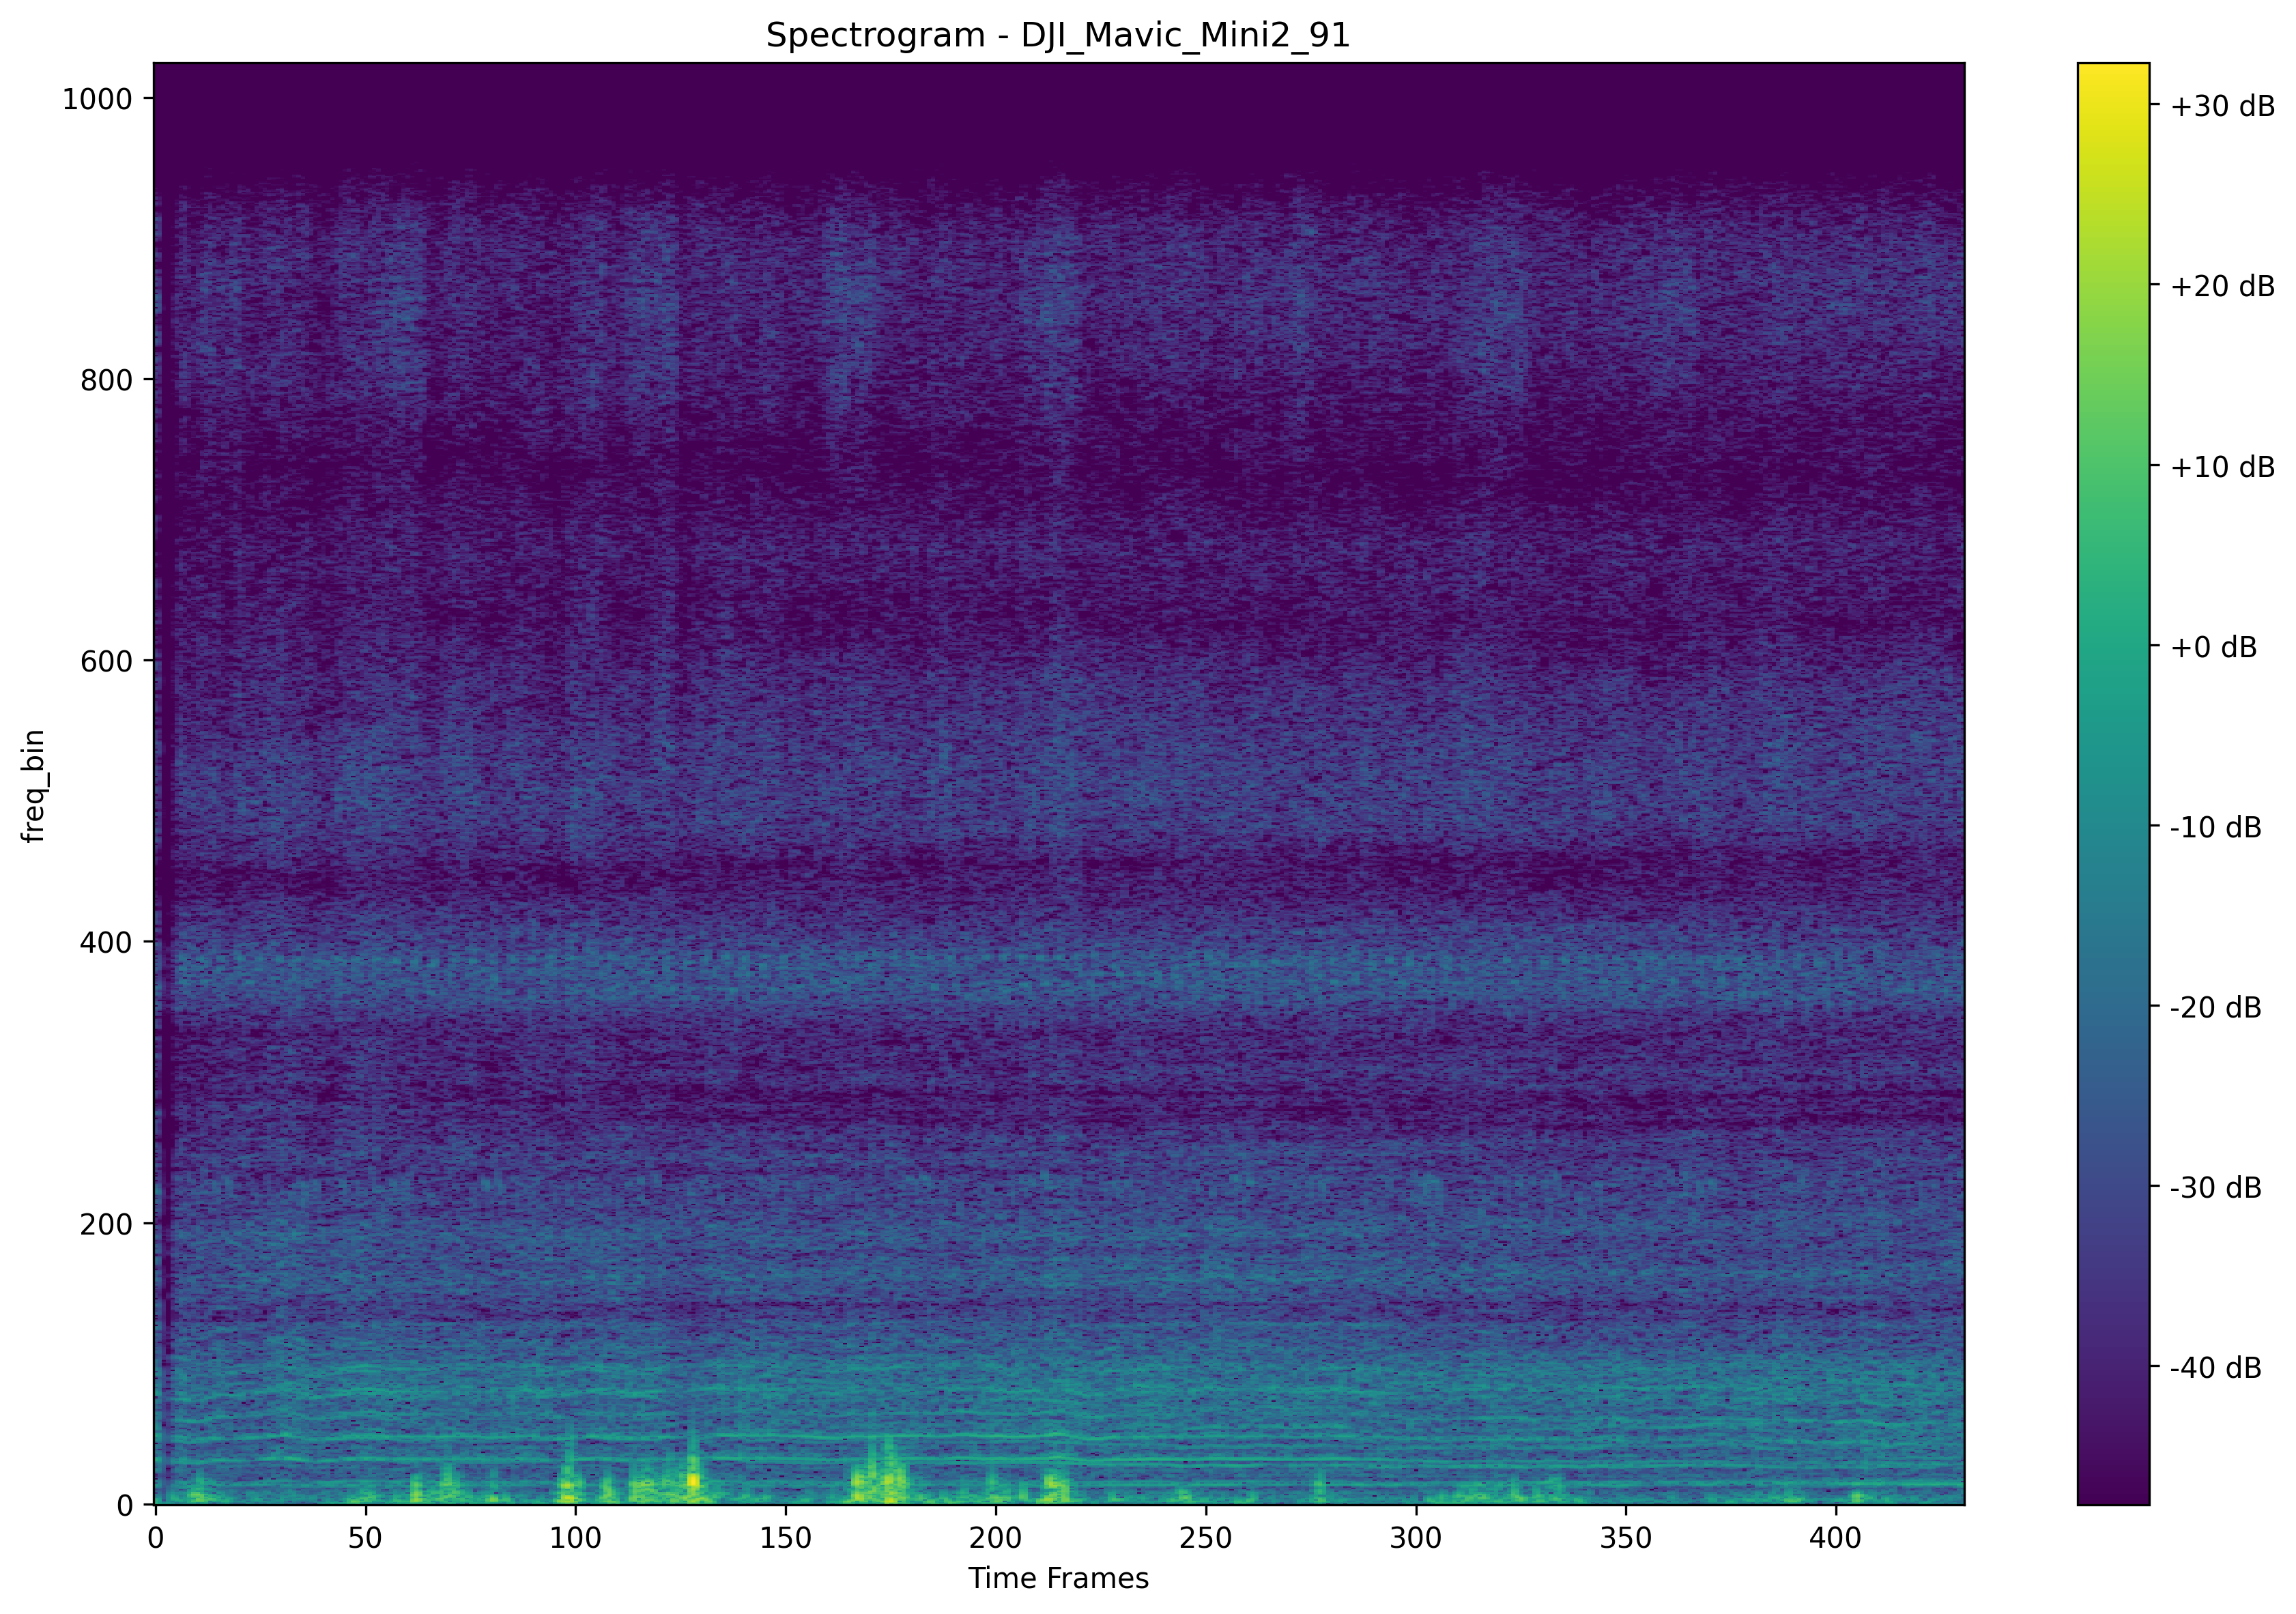 Spectrogram - DJI_Mavic_Mini2_91
freq_bin
1000
800
600
400
200
0
0 50 100 150 200 250 300 350 400
Time Frames
+30 dB
+20 dB
+10 dB
+0 dB
-10 dB
-20 dB
-30 dB
-40 dB